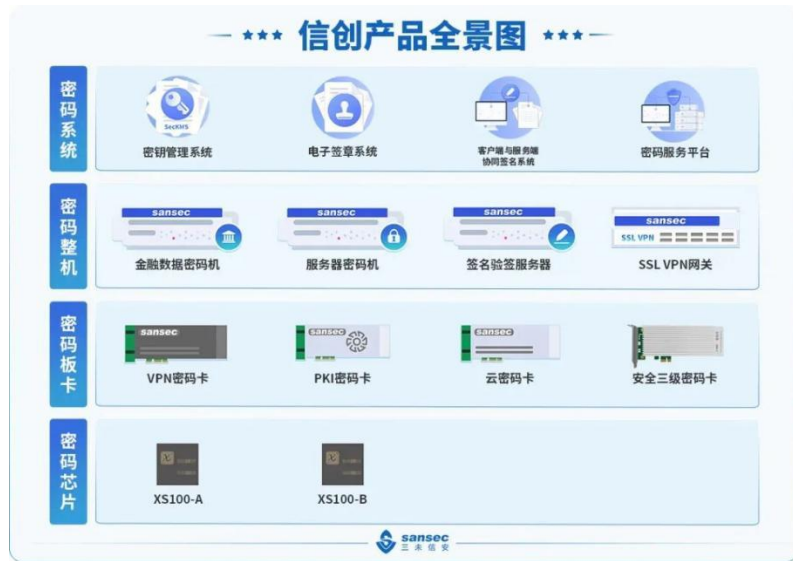 信创产品全景图
密码系统
SecKMS
密钥管理系统
电子签章系统
客户端与服务端
协同签名系统
密码服务平台
密码整机
sansec
sansec
sansec
sansec
SSL VPN
金融数据密码机
服务器密码机
签名验签服务器
SSL VPN网关
密码板卡
sansec
sansec
sansec
VPN密码卡
PKI密码卡
云密码卡
安全三级密码卡
密码芯片
XS100-A
XS100-B
sansec
三未信安